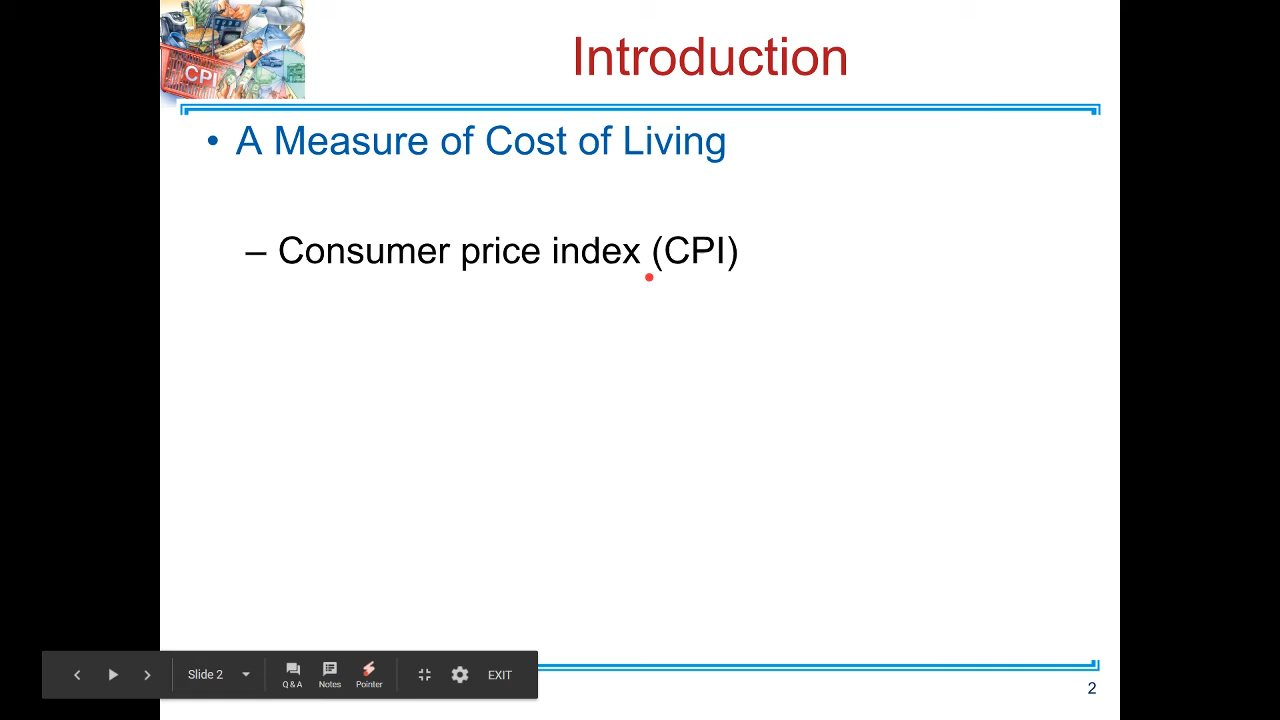 CPI
Introduction
• A Measure of Cost of Living
– Consumer price index (CPI)
Slide 2
Q & A
Notes
Pointer
EXIT
2